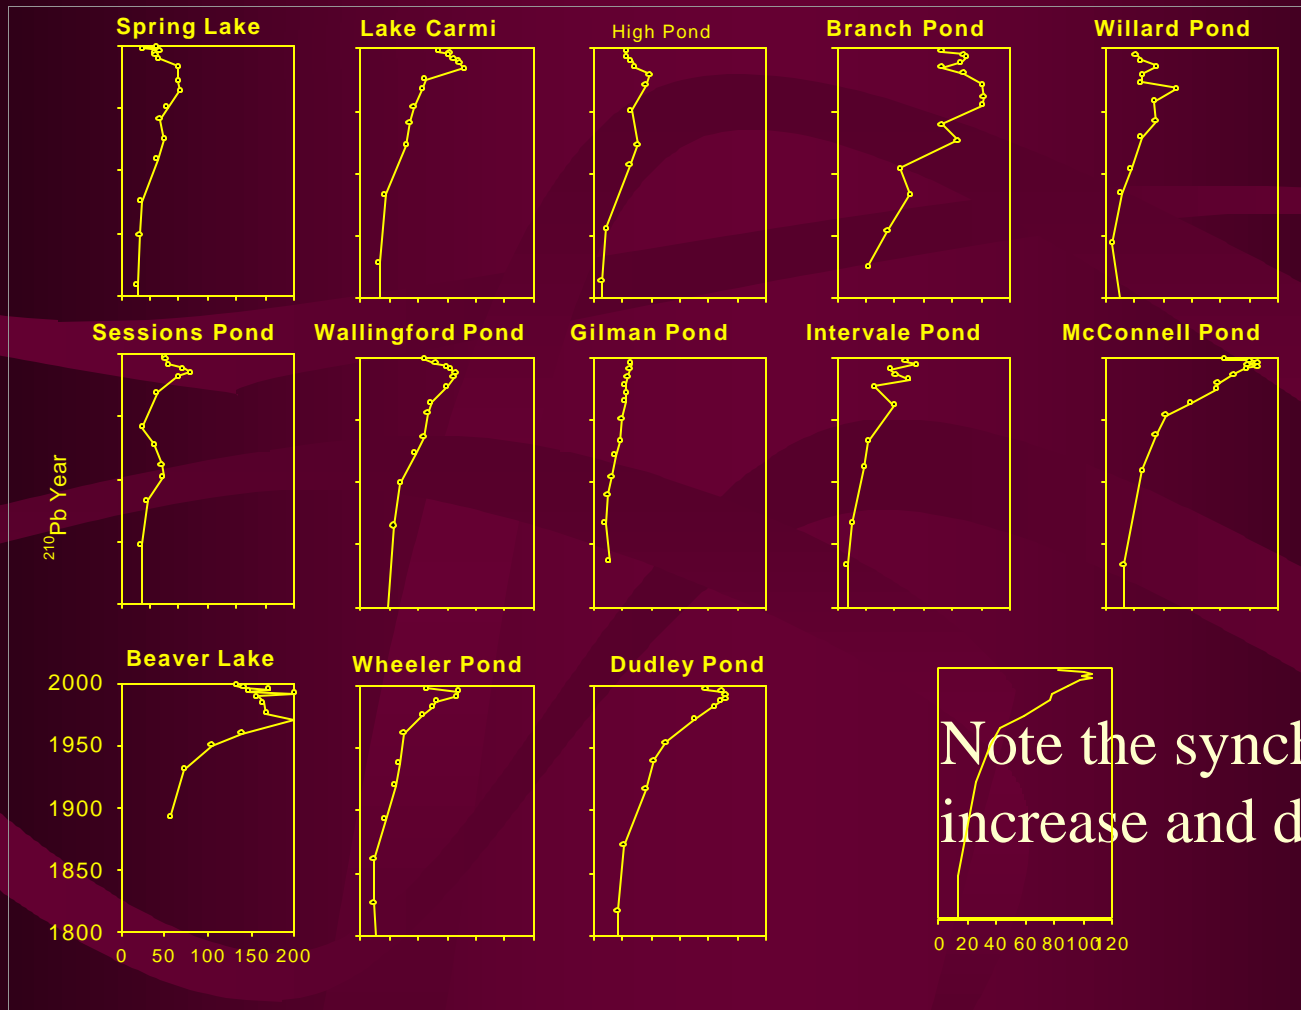 Spring Lake
Lake Carmi
High Pond
Branch Pond
Willard Pond
Sessions Pond
Wallingford Pond
Gilman Pond
Intervale Pond
McConnell Pond
210Pb Year
Beaver Lake
Wheeler Pond
Dudley Pond
2000
1950
1900
1850
1800
0 50 100 150 200
Note the synch
increase and d
0 20 40 60 80 100 120